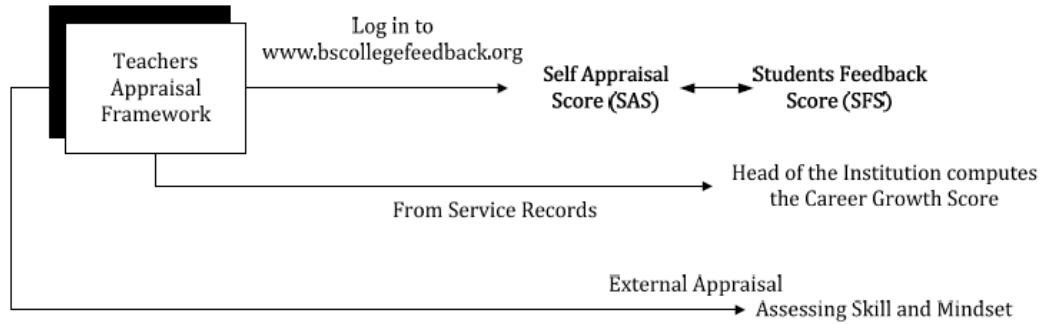 Teachers
Appraisal
Framework
Log in to
www.bscollegefeedback.org
Self Appraisal
Score (SAS)
Students Feedback
Score (SFS)
From Service Records
Head of the Institution computes
the Career Growth Score
External Appraisal
Assessing Skill and Mindset